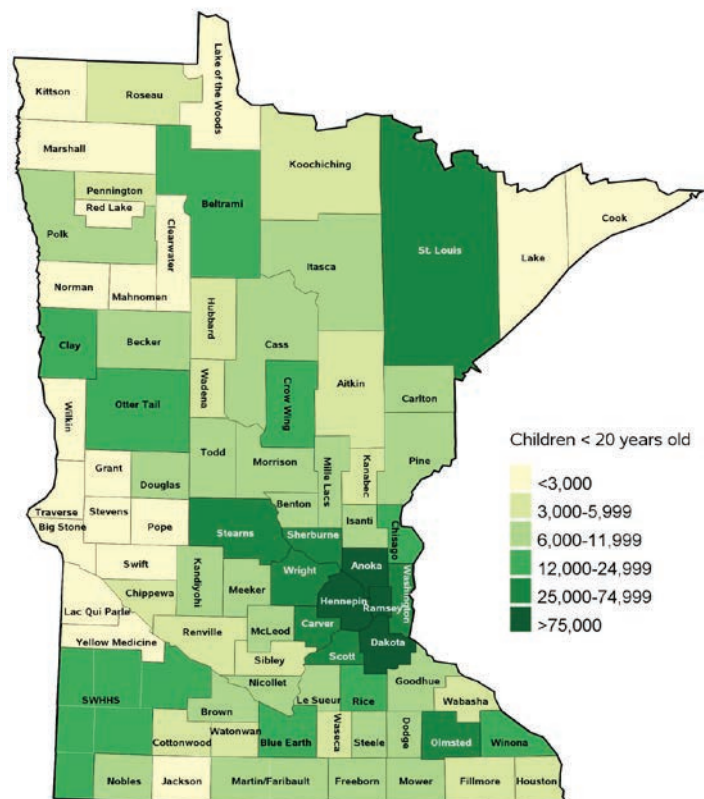 Kittson
Roseau
Lake of the Woods
Marshall
Koochiching
Pennington
Red Lake
Beltrami
Clearwater
Polk
Itasca
St. Louis
Lake
Cook
Norman
Mahnomen
Hubbard
Cass
Clay
Becker
Wadena
Crow Wing
Aitkin
Carlton
Wilkin
Otter Tail
Todd
Morrison
Mille Lacs
Kanabec
Pine
Children < 20 years old
<3,000
3,000-5,999
6,000-11,999
12,000-24,999
25,000-74,999
>75,000
Grant
Douglas
Benton
Isanti
Chisago
Traverse
Stevens
Pope
Big Stone
Stearns
Sherburne
Anoka
Washington
Swift
Kandiyohi
Wright
Hennepin
Ramsey
Chippewa
Meeker
Lac Qui Parle
Renville
McLeod
Carver
Dakota
Yellow Medicine
Sibley
Scott
Nicollet
Goodhue
SWHHS
Brown
Le Sueur
Rice
Wabasha
Watonwan
Cottonwood
Blue Earth
Waseca
Steele
Dodge
Olmsted
Winona
Nobles
Jackson
Martin/Faribault
Freeborn
Mower
Fillmore
Houston